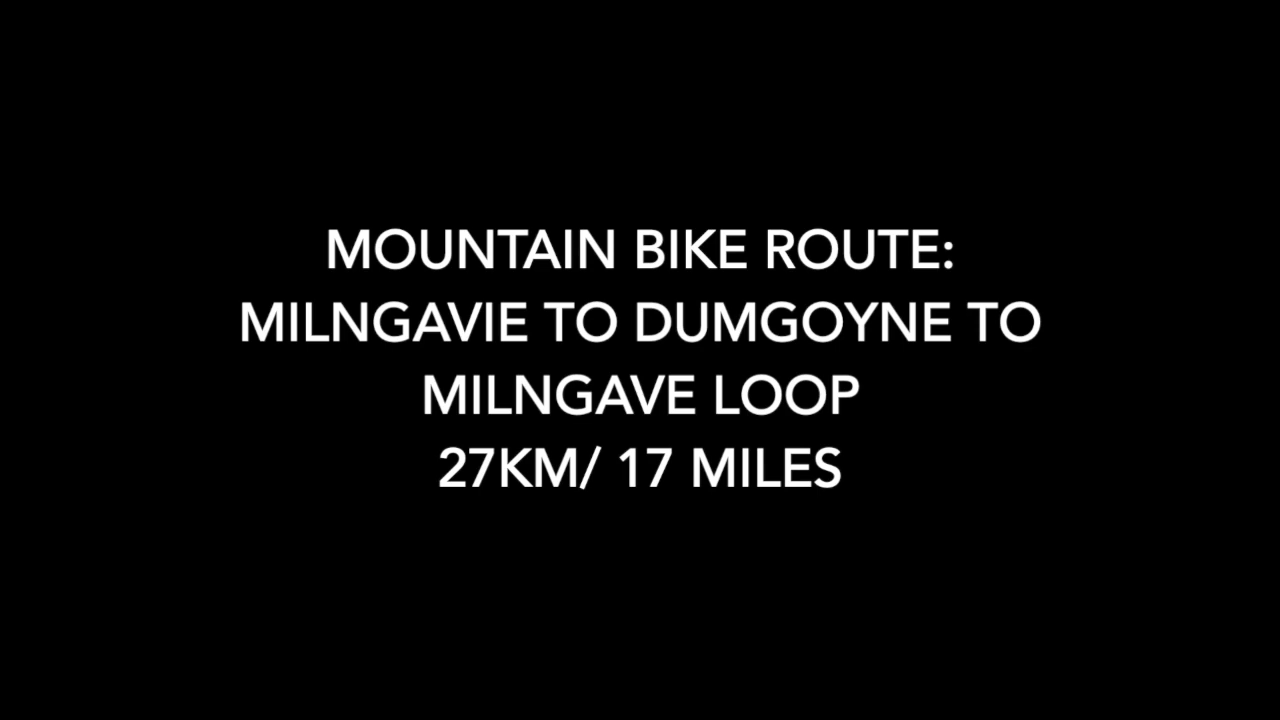 MOUNTAIN BIKE ROUTE:
MILNGAVIE TO DUMGOYNE TO
MILNGAVE LOOP
27KM/ 17 MILES